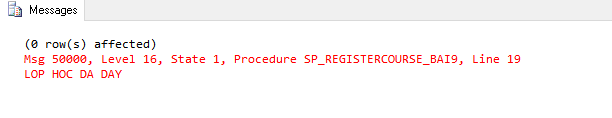 Messages
(0 row(s) affected)
Msg 50000, Level 16, State 1, Procedure SP_REGISTERCOURSE_BAI9, Line 19
LOP HOC DA DAY